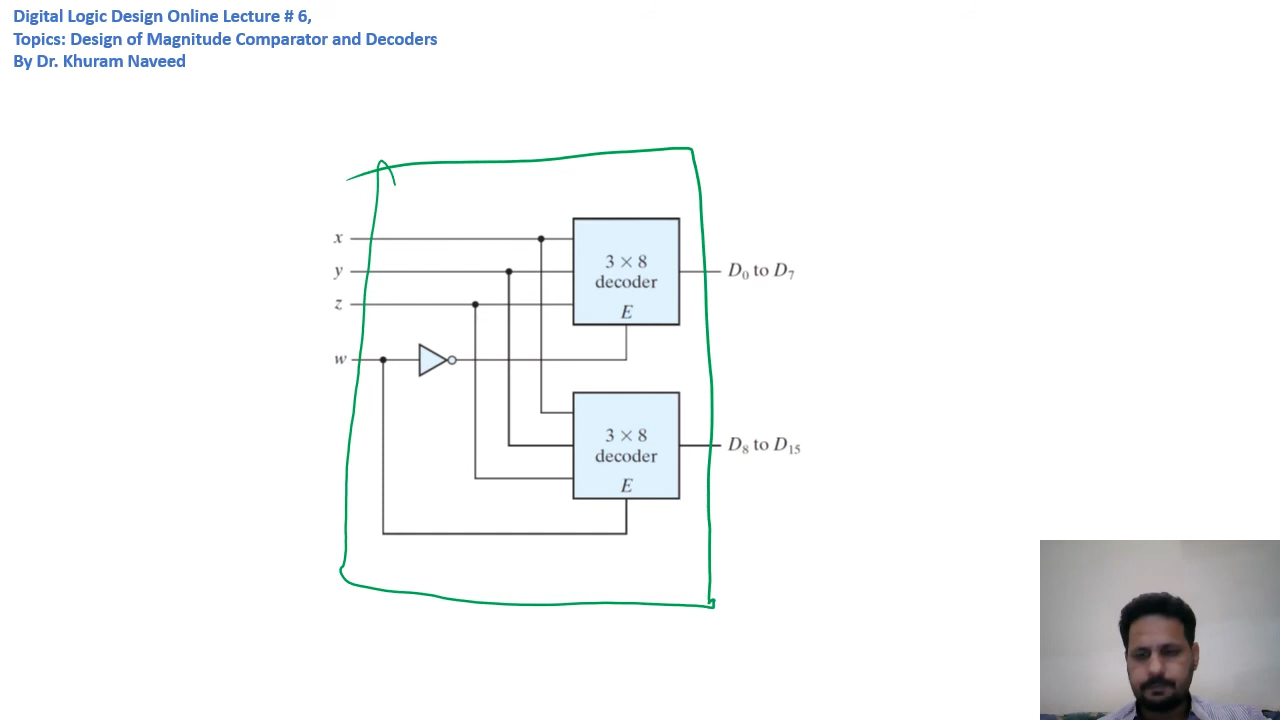 Digital Logic Design Online Lecture # 6,
Topics: Design of Magnitude Comparator and Decoders
By Dr. Khuram Naveed
x
y
z
w
3 × 8
decoder
E
D₀ to D₇
3 × 8
decoder
E
D₈ to D₁₅